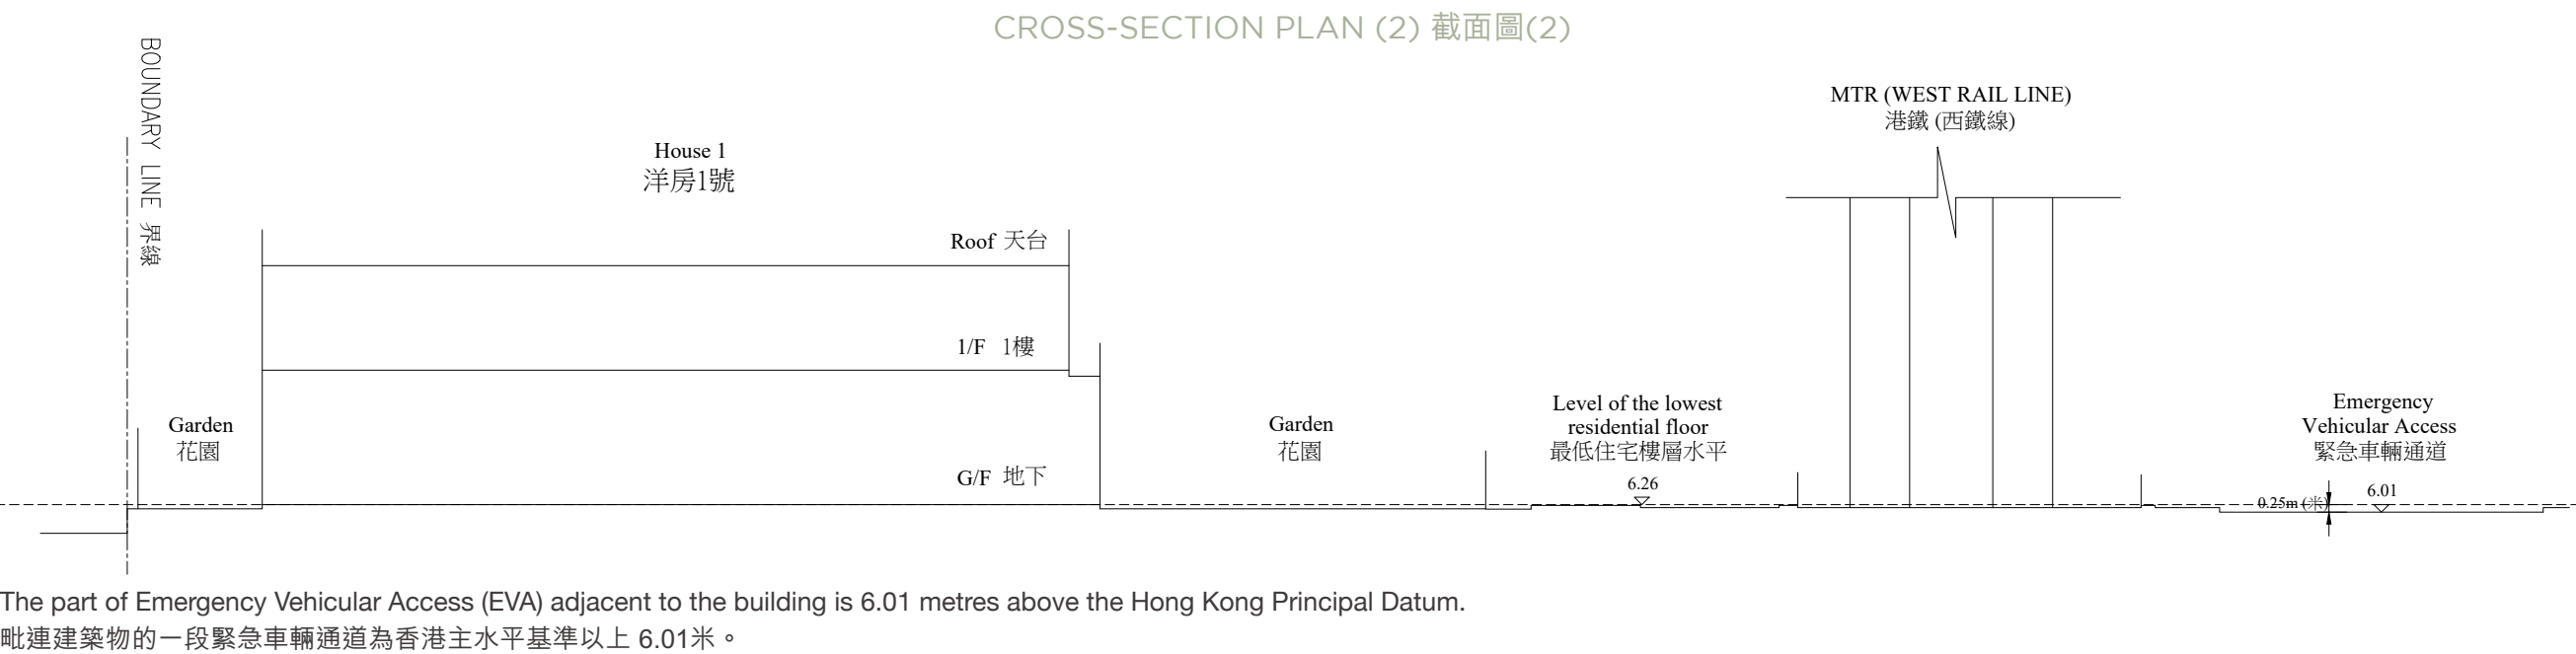 CROSS-SECTION PLAN (2) 截面圖(2)
BOUNDARY LINE 界線
House 1
洋房1號
Roof 天台
1/F 1樓
G/F 地下
Garden
花園
Garden
花園
Level of the lowest
residential floor
最低住宅樓層水平
6.26
MTR (WEST RAIL LINE)
港鐵 (西鐵線)
Emergency
Vehicular Access
緊急車輛通道
0.25m (米)
6.01
The part of Emergency Vehicular Access (EVA) adjacent to the building is 6.01 metres above the Hong Kong Principal Datum.
毗連建築物的一段緊急車輛通道為香港主水平基準以上 6.01米。